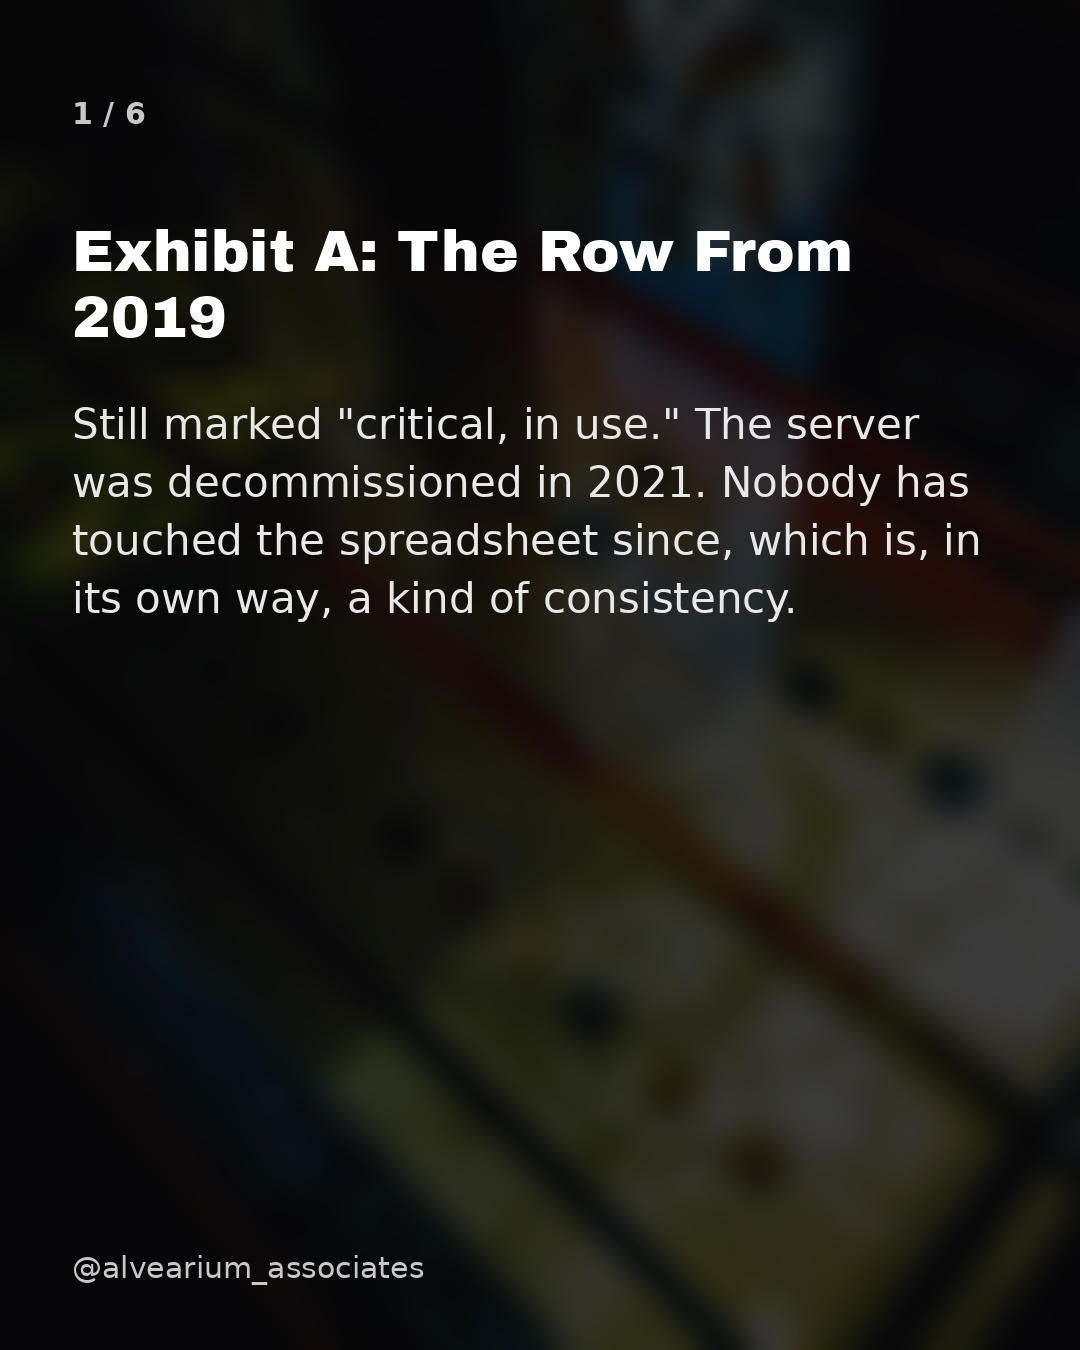 1 / 6
Exhibit A: The Row From
2019
Still marked "critical, in use." The server
was decommissioned in 2021. Nobody has
touched the spreadsheet since, which is, in
its own way, a kind of consistency.
@alvearium_associates